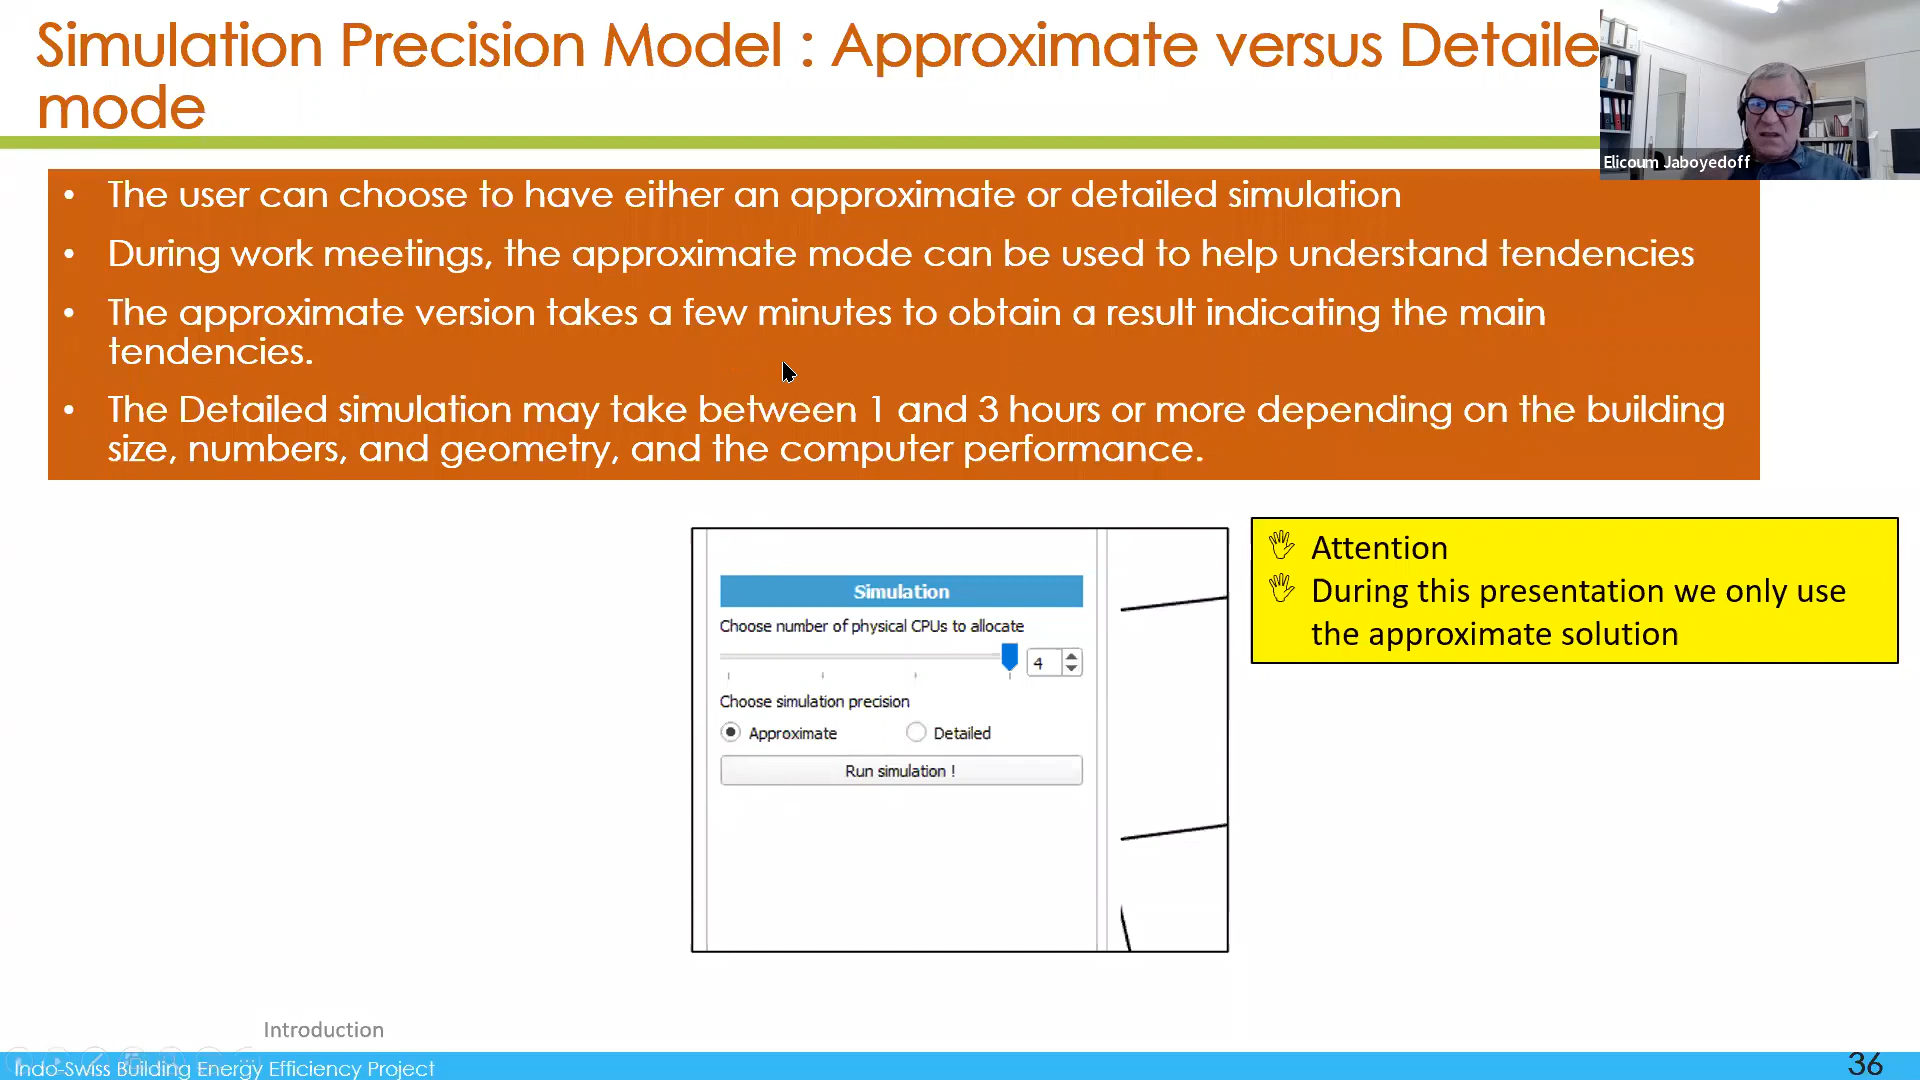 Simulation Precision Model : Approximate versus Detaile
mode
Elicoum Jaboyedoff
• The user can choose to have either an approximate or detailed simulation
• During work meetings, the approximate mode can be used to help understand tendencies
• The approximate version takes a few minutes to obtain a result indicating the main
tendencies.
• The Detailed simulation may take between 1 and 3 hours or more depending on the building
size, numbers, and geometry, and the computer performance.
Attention
During this presentation we only use
the approximate solution
Simulation
Choose number of physical CPUs to allocate
4
Choose simulation precision
Approximate Detailed
Run simulation !
Introduction
Indo-Swiss Building Energy Efficiency Project
36